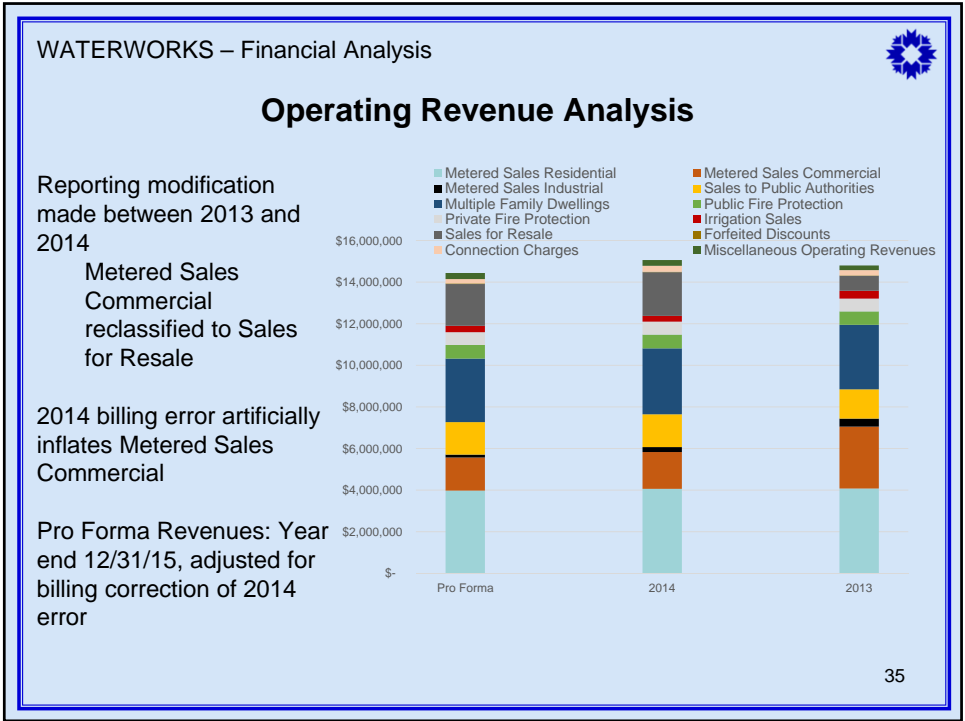 WATERWORKS – Financial Analysis
Operating Revenue Analysis
Reporting modification
made between 2013 and
2014
Metered Sales
Commercial
reclassified to Sales
for Resale
2014 billing error artificially
inflates Metered Sales
Commercial
Pro Forma Revenues: Year
end 12/31/15, adjusted for
billing correction of 2014
error
Metered Sales Residential
Metered Sales Commercial
Metered Sales Industrial
Sales to Public Authorities
Multiple Family Dwellings
Public Fire Protection
Private Fire Protection
Irrigation Sales
Sales for Resale
Forfeited Discounts
Connection Charges
Miscellaneous Operating Revenues
$16,000,000
$14,000,000
$12,000,000
$10,000,000
$8,000,000
$6,000,000
$4,000,000
$2,000,000
$-
Pro Forma
2014
2013
35